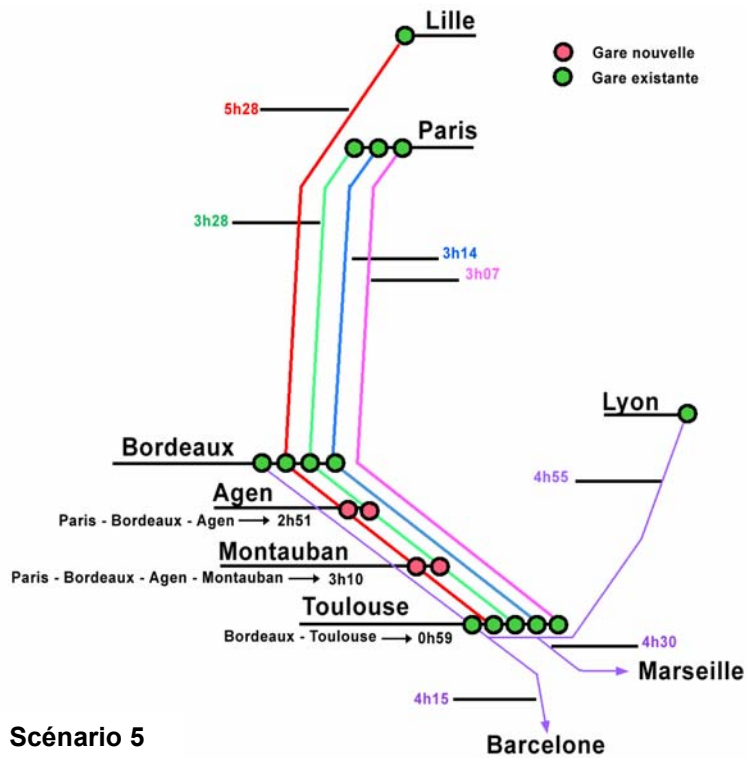 Lille
Gare nouvelle
Gare existante
5h28
Paris
3h28
3h14
3h07
Lyon
Bordeaux
4h55
Agen
Paris - Bordeaux - Agen → 2h51
Montauban
Paris - Bordeaux - Agen - Montauban → 3h10
Toulouse
Bordeaux - Toulouse → 0h59
4h30
Marseille
4h15
Scénario 5
Barcelone